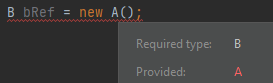 B bRef = new A();
Required type: B
Provided: A